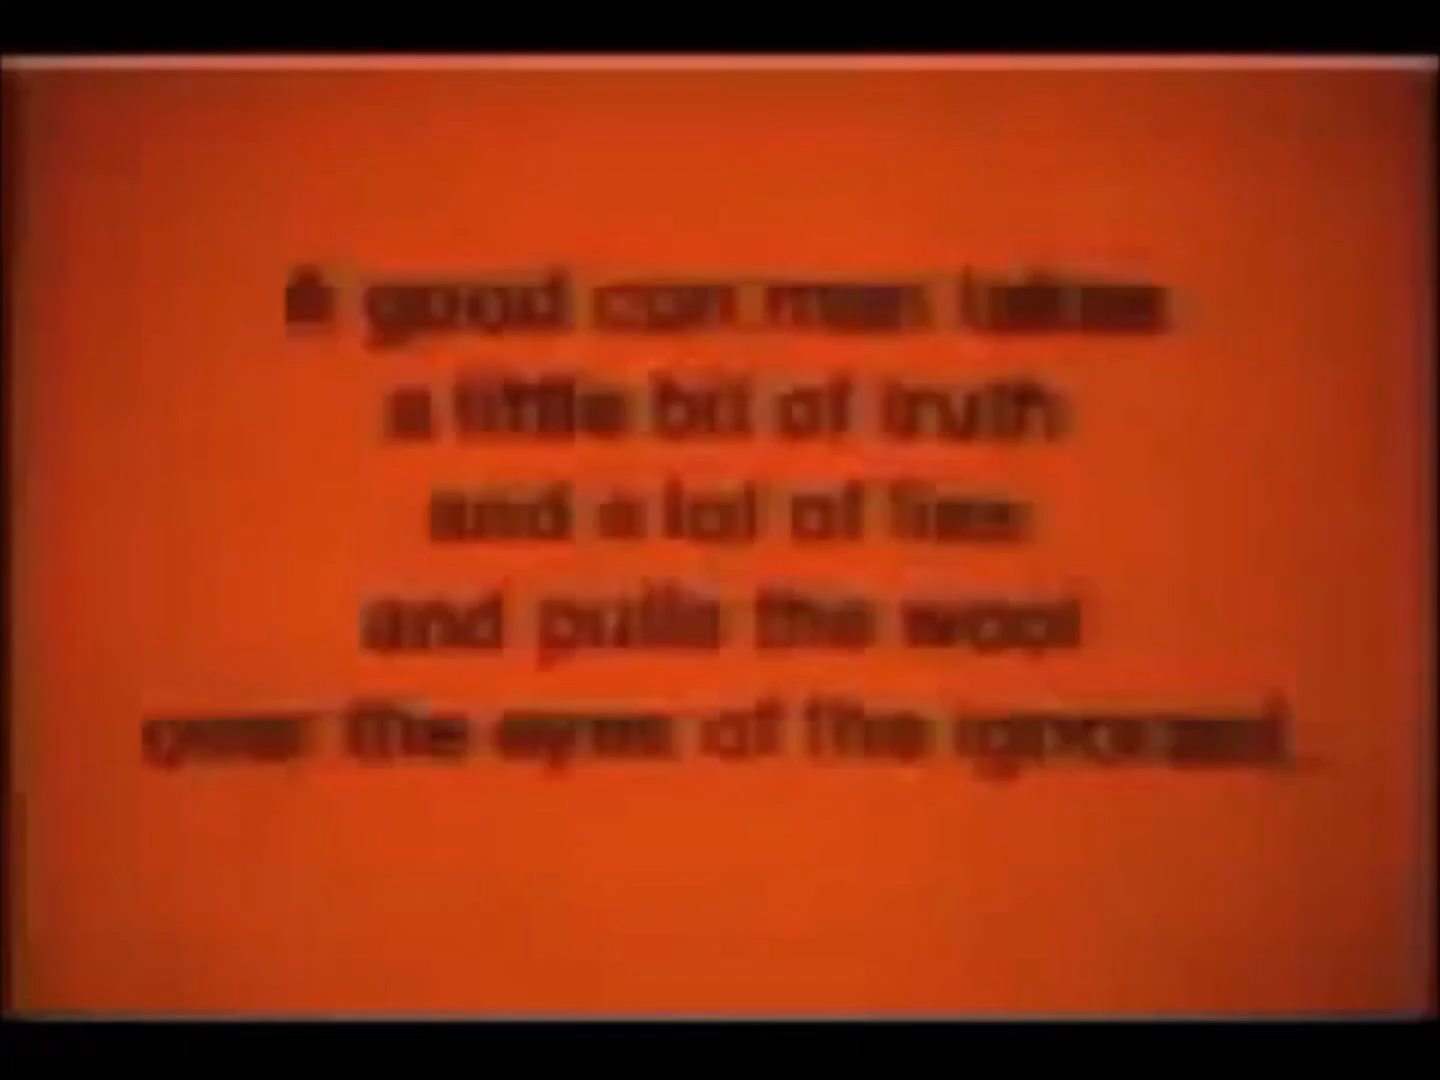 A good con man takes
a little bit of truth
and a lot of lies
and pulls the wool
over the eyes of the ignorant